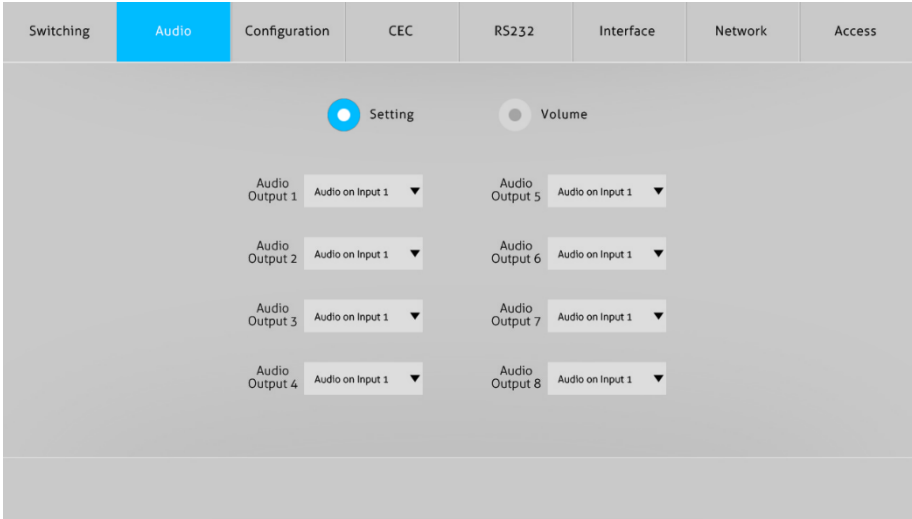 Switching Audio Configuration CEC RS232 Interface Network Access
Setting Volume
Audio Output 1 Audio on Input 1 Audio Output 5 Audio on Input 1
Audio Output 2 Audio on Input 1 Audio Output 6 Audio on Input 1
Audio Output 3 Audio on Input 1 Audio Output 7 Audio on Input 1
Audio Output 4 Audio on Input 1 Audio Output 8 Audio on Input 1